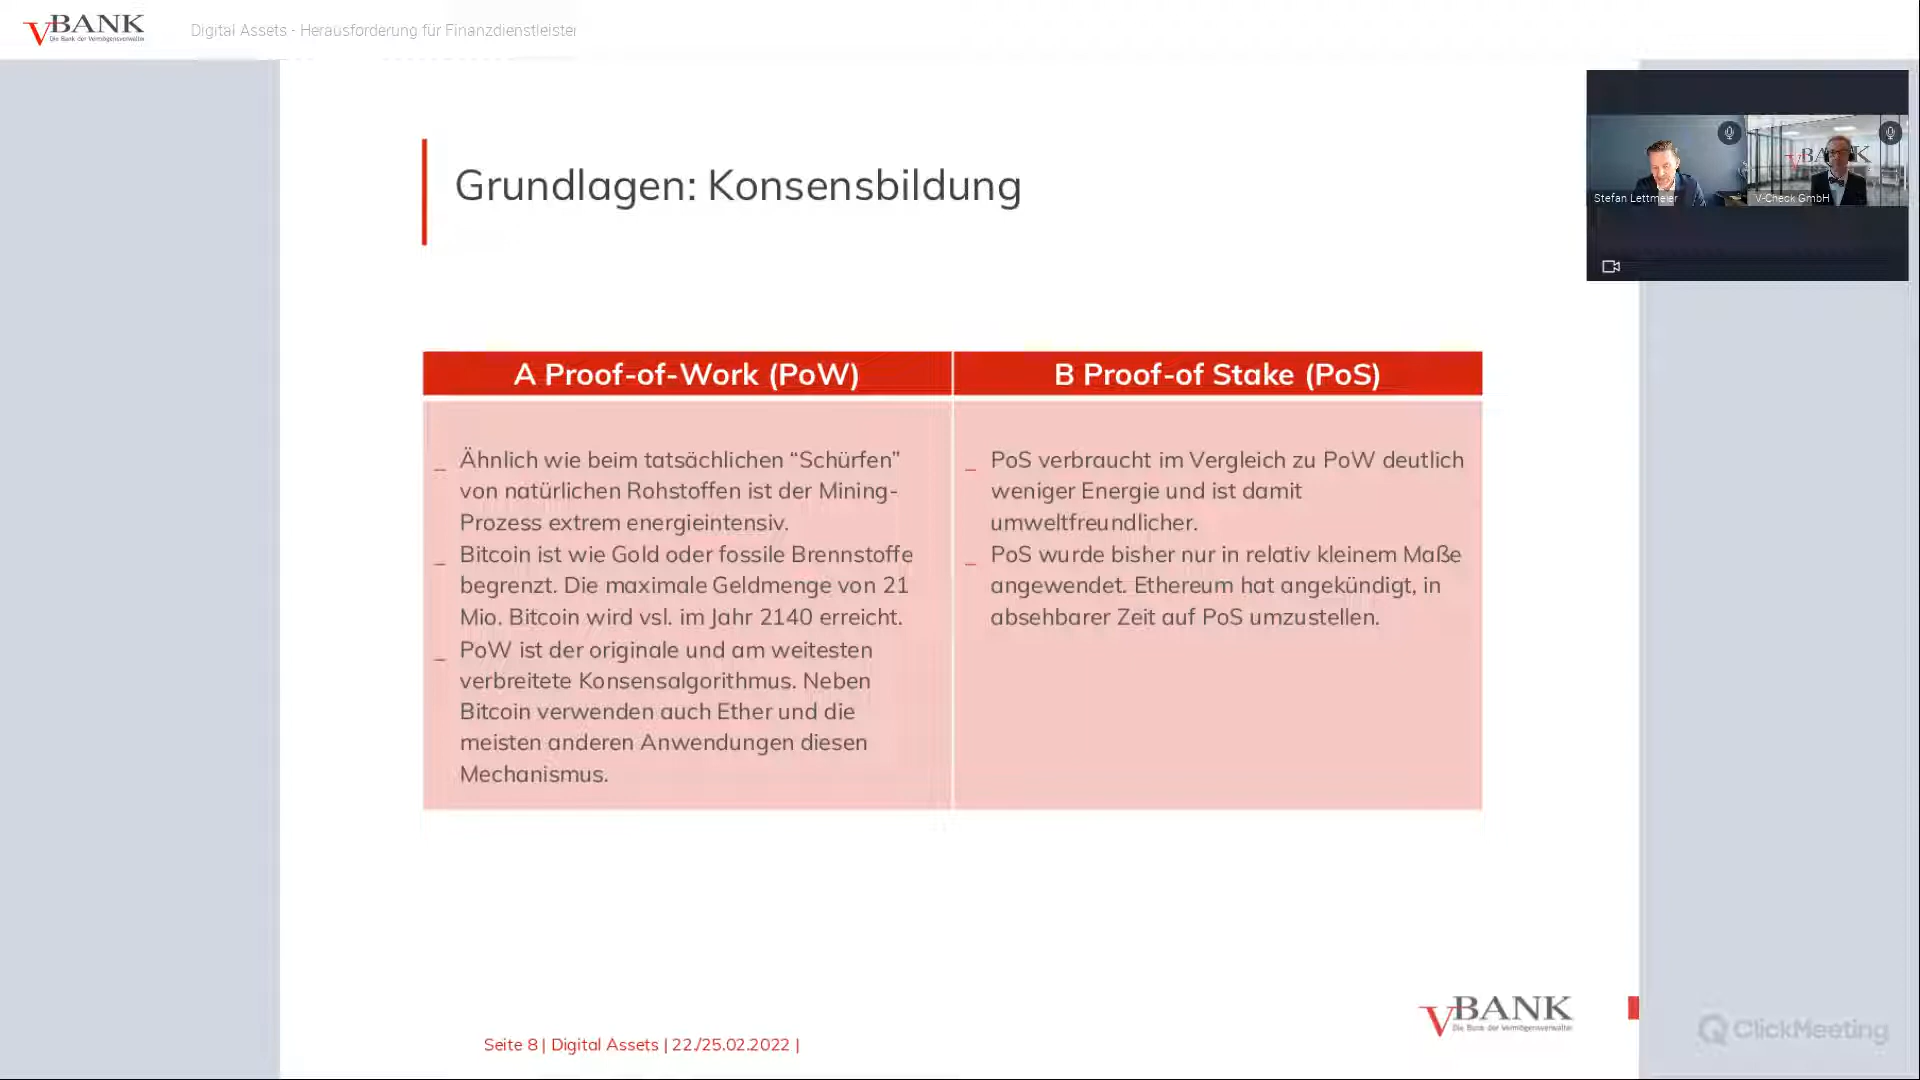 VBANK
Die Bank der Vermögensverwalter
Digital Assets - Herausforderung für Finanzdienstleister
Grundlagen: Konsensbildung
VBANK
Stefan Lettmeier
V-Check GmbH
A Proof-of-Work (PoW)
_ Ähnlich wie beim tatsächlichen “Schürfen”
von natürlichen Rohstoffen ist der Mining-
Prozess extrem energieintensiv.
_ Bitcoin ist wie Gold oder fossile Brennstoffe
begrenzt. Die maximale Geldmenge von 21
Mio. Bitcoin wird vsl. im Jahr 2140 erreicht.
_ PoW ist der originale und am weitesten
verbreitete Konsensalgorithmus. Neben
Bitcoin verwenden auch Ether und die
meisten anderen Anwendungen diesen
Mechanismus.
B Proof-of Stake (PoS)
_ PoS verbraucht im Vergleich zu PoW deutlich
weniger Energie und ist damit
umweltfreundlicher.
_ PoS wurde bisher nur in relativ kleinem Maße
angewendet. Ethereum hat angekündigt, in
absehbarer Zeit auf PoS umzustellen.
VBANK
Die Bank der Vermögensverwalter
Seite 8 | Digital Assets | 22./25.02.2022 |
ClickMeeting